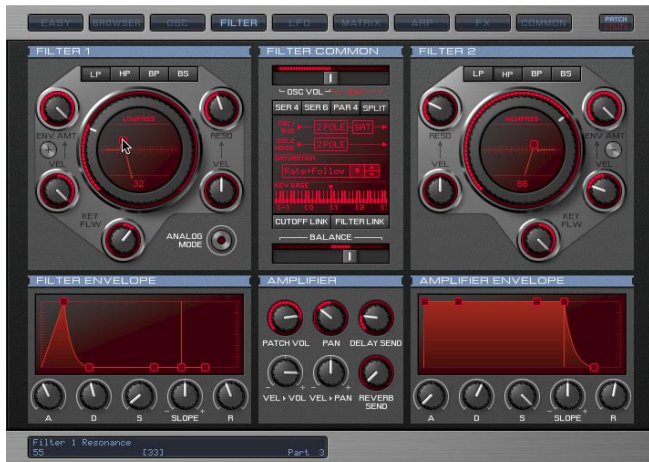 EASY BROWSER OSC FILTER LFO MATRIX ARP FX COMMON PATCH
FILTER 1
LP HP BP BS
LOWPASS
32
ENV AMT
RESO
VEL
VEL
KEY FLW
ANALOG MODE
FILTER COMMON
OSC VOL
SER 4 SER 6 PAR 4 SPLIT
2 POLE SAT
2 POLE
SATURATION
Rate+Follow
KEY BASE
CUTOFF LINK FILTER LINK
BALANCE
FILTER 2
LP HP BP BS
HIGHPASS
88
RESO
ENV AMT
VEL
VEL
KEY FLW
FILTER ENVELOPE
A D S - SLOPE + R
AMPLIFIER
PATCH VOL PAN DELAY SEND
VEL▸VOL VEL▸PAN REVERB SEND
AMPLIFIER ENVELOPE
A D S - SLOPE + R
Filter 1 Resonance
55 [33] Part 3